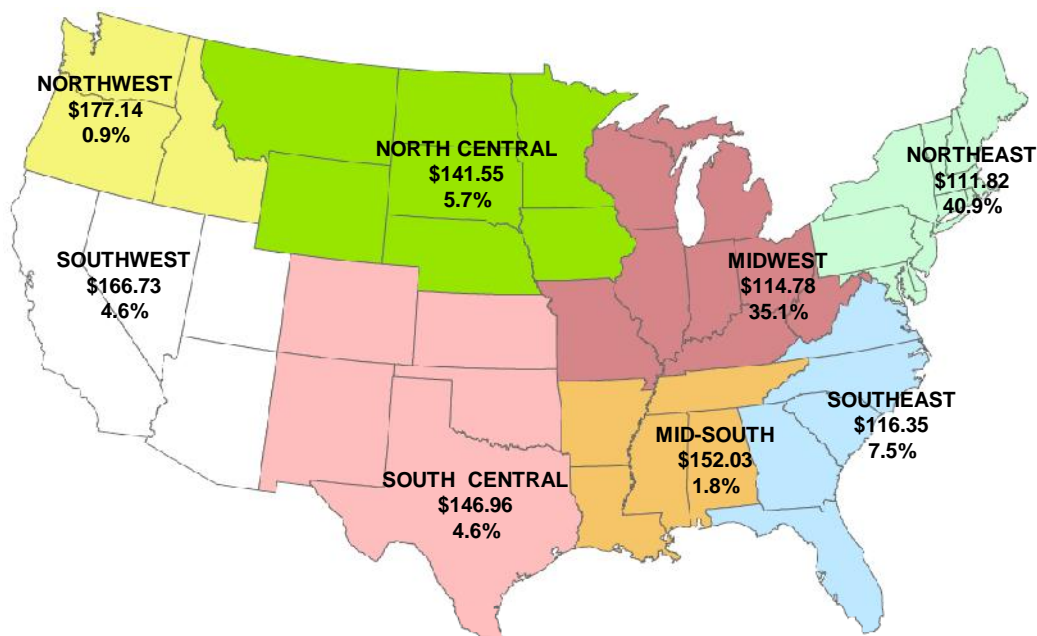 NORTHWEST
$177.14
0.9%
NORTH CENTRAL
$141.55
5.7%
NORTHEAST
$111.82
40.9%
SOUTHWEST
$166.73
4.6%
MIDWEST
$114.78
35.1%
SOUTHEAST
$116.35
7.5%
MID-SOUTH
$152.03
1.8%
SOUTH CENTRAL
$146.96
4.6%